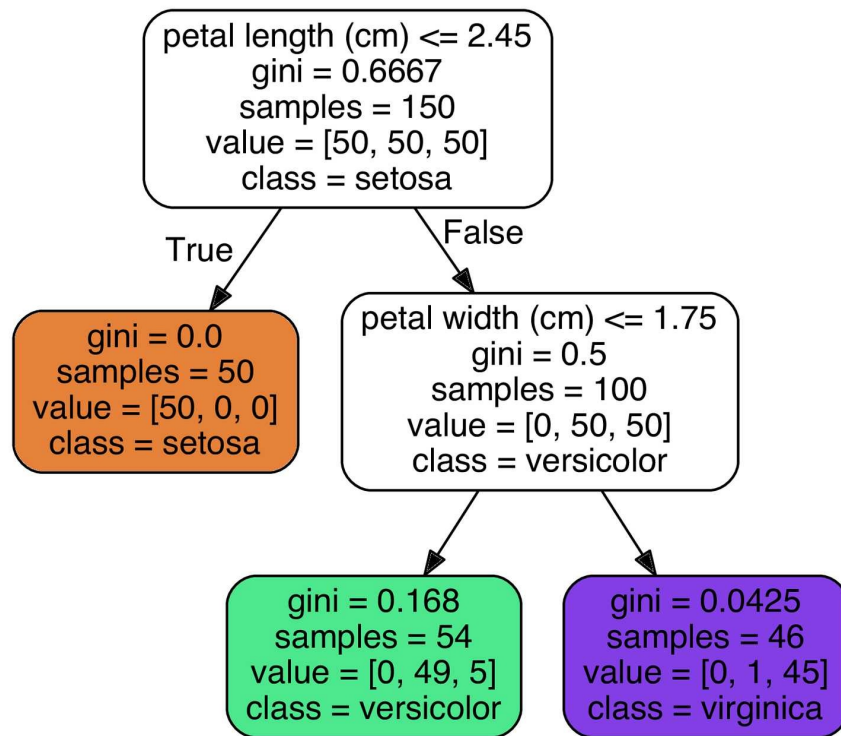 petal length (cm) <= 2.45
gini = 0.6667
samples = 150
value = [50, 50, 50]
class = setosa
True
False
gini = 0.0
samples = 50
value = [50, 0, 0]
class = setosa
petal width (cm) <= 1.75
gini = 0.5
samples = 100
value = [0, 50, 50]
class = versicolor
gini = 0.168
samples = 54
value = [0, 49, 5]
class = versicolor
gini = 0.0425
samples = 46
value = [0, 1, 45]
class = virginica